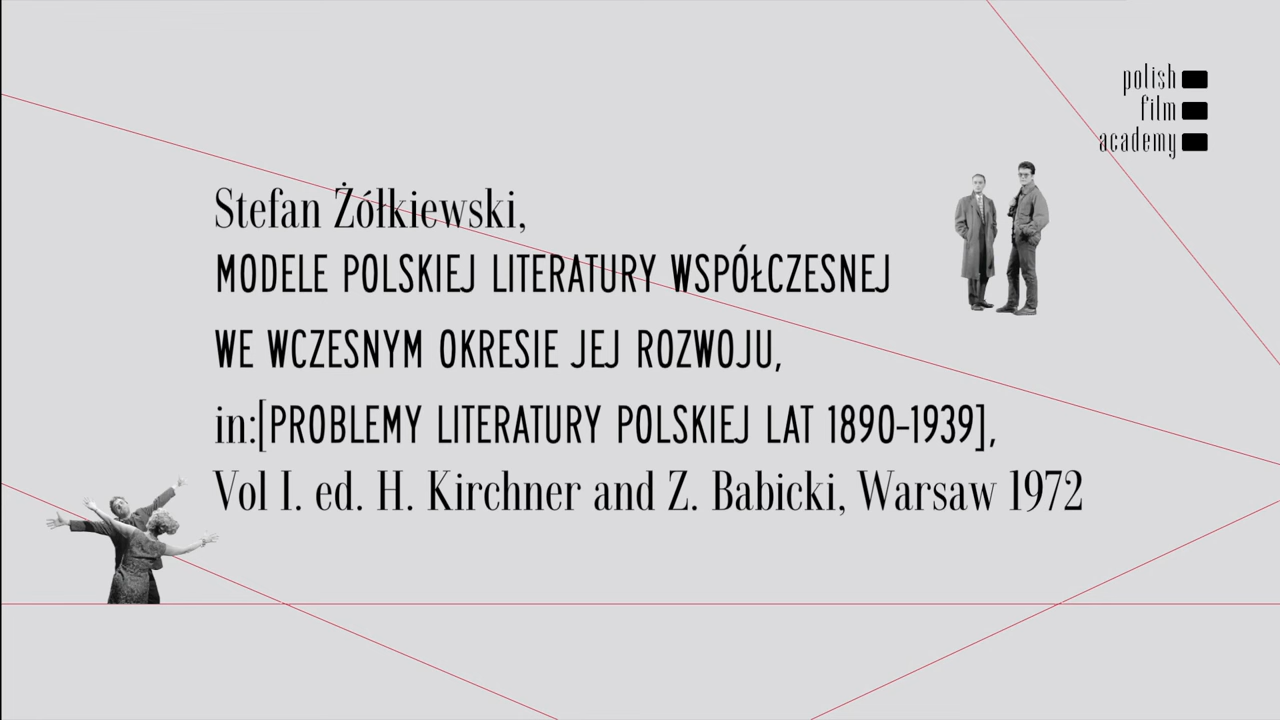 polish
film
academy
Stefan Żółkiewski,
MODELE POLSKIEJ LITERATURY WSPÓŁCZESNEJ
WE WCZESNYM OKRESIE JEJ ROZWOJU,
in:[PROBLEMY LITERATURY POLSKIEJ LAT 1890-1939],
Vol I. ed. H. Kirchner and Z. Babicki, Warsaw 1972